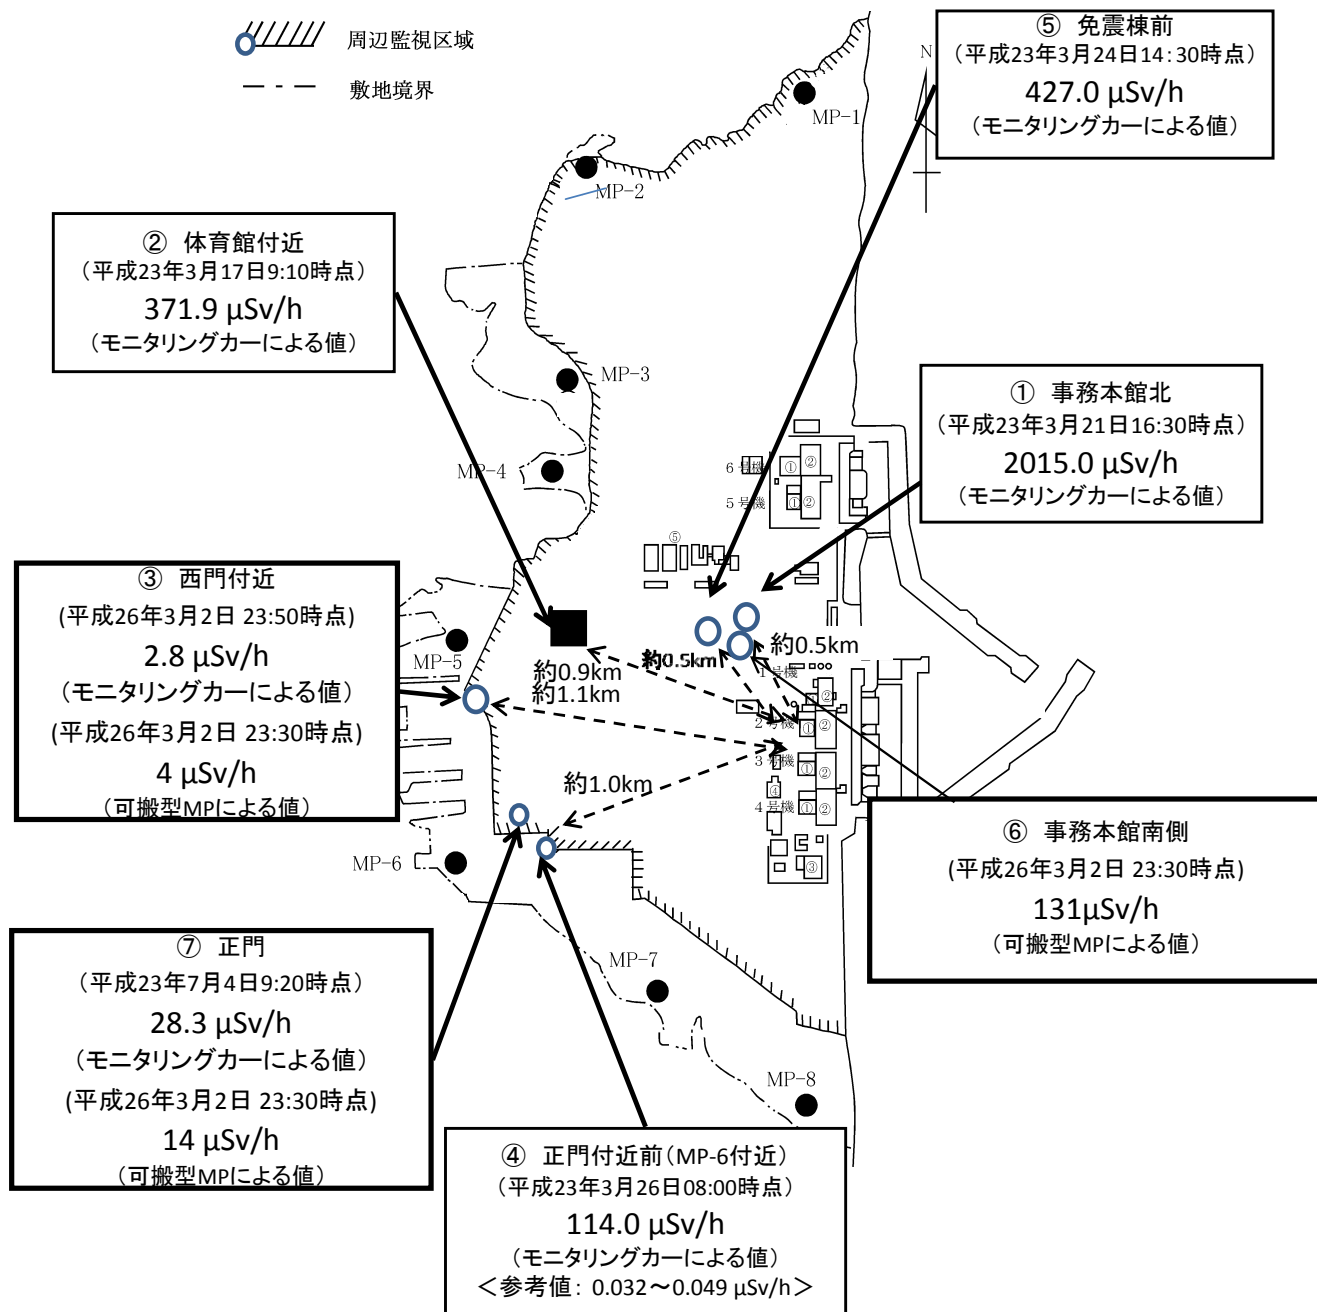 周辺監視区域
敷地境界
⑤ 免震棟前
（平成23年3月24日14:30時点）
427.0 μSv/h
（モニタリングカーによる値）
N
MP-1
MP-2
② 体育館付近
（平成23年3月17日9:10時点）
371.9 μSv/h
（モニタリングカーによる値）
MP-3
① 事務本館北
（平成23年3月21日16:30時点）
2015.0 μSv/h
（モニタリングカーによる値）
MP-4
6号機
① ②
5号機
① ②
⑤
③ 西門付近
(平成26年3月2日 23:50時点)
2.8 μSv/h
（モニタリングカーによる値）
(平成26年3月2日 23:30時点)
4 μSv/h
（可搬型MPによる値）
MP-5
約0.9km
約1.1km
約0.5km
約0.5km
1号機
②
2号機
① ②
3号機
① ②
約1.0km
④
4号機
① ②
③
MP-6
⑥ 事務本館南側
(平成26年3月2日 23:30時点)
131μSv/h
（可搬型MPによる値）
⑦ 正門
（平成23年7月4日9:20時点）
28.3 μSv/h
（モニタリングカーによる値）
(平成26年3月2日 23:30時点)
14 μSv/h
（可搬型MPによる値）
MP-7
MP-8
④ 正門付近前（MP-6付近）
（平成23年3月26日08:00時点）
114.0 μSv/h
（モニタリングカーによる値）
＜参考値: 0.032～0.049 μSv/h＞